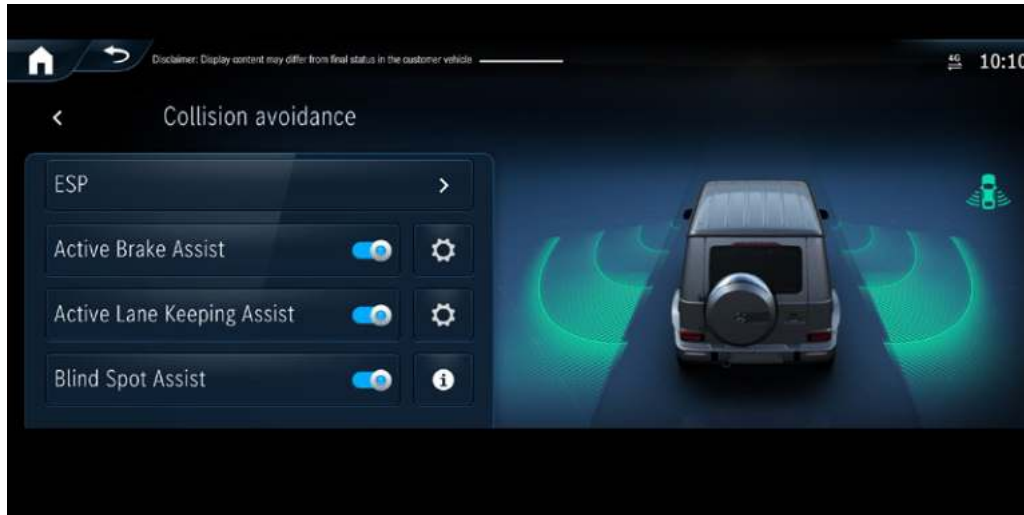 Disclaimer: Display content may differ from final status in the customer vehicle
4G
10:10
Collision avoidance
ESP
Active Brake Assist
Active Lane Keeping Assist
Blind Spot Assist